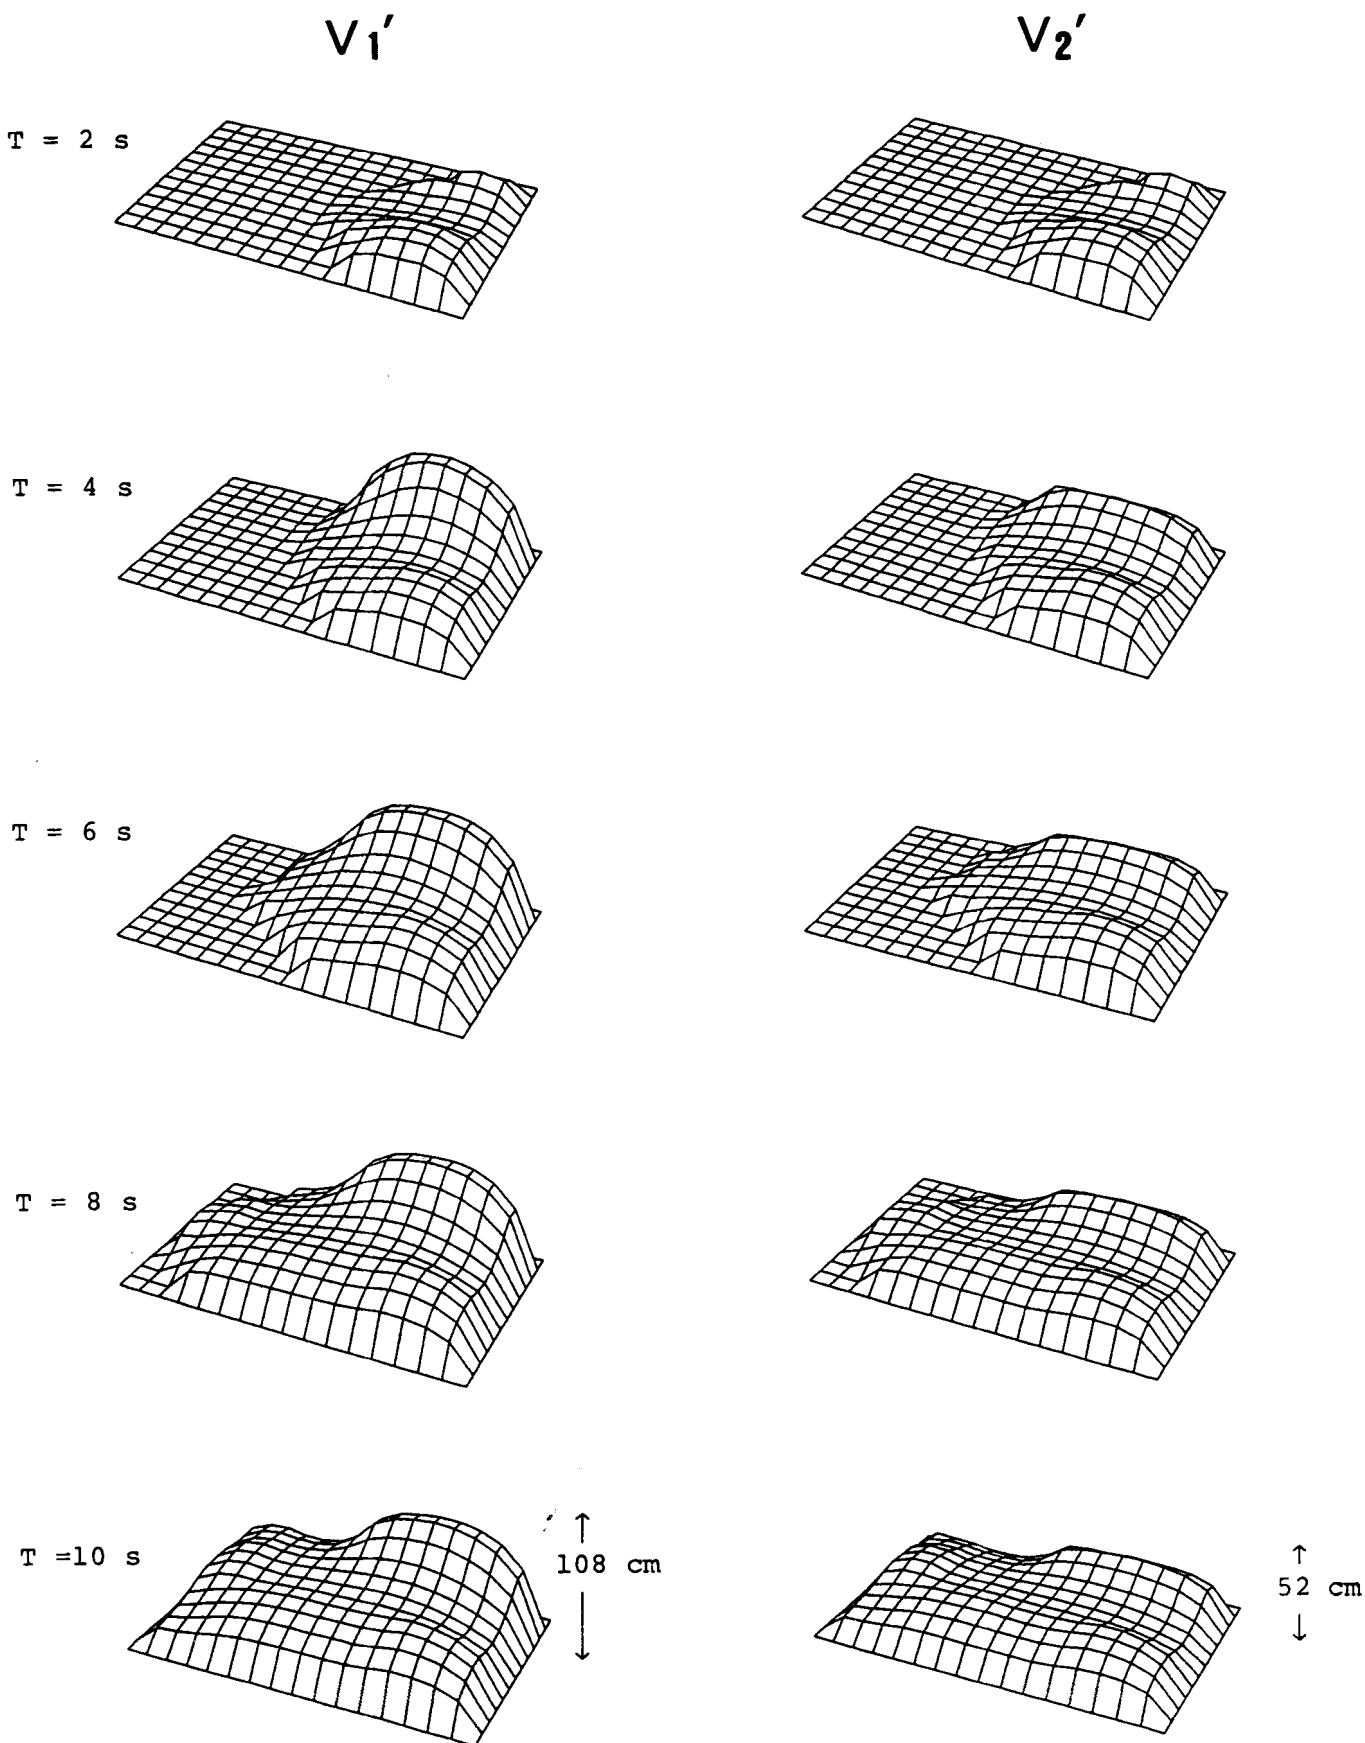 V1′ V2′
T = 2 s
T = 4 s
T = 6 s
T = 8 s
T =10 s
108 cm
52 cm